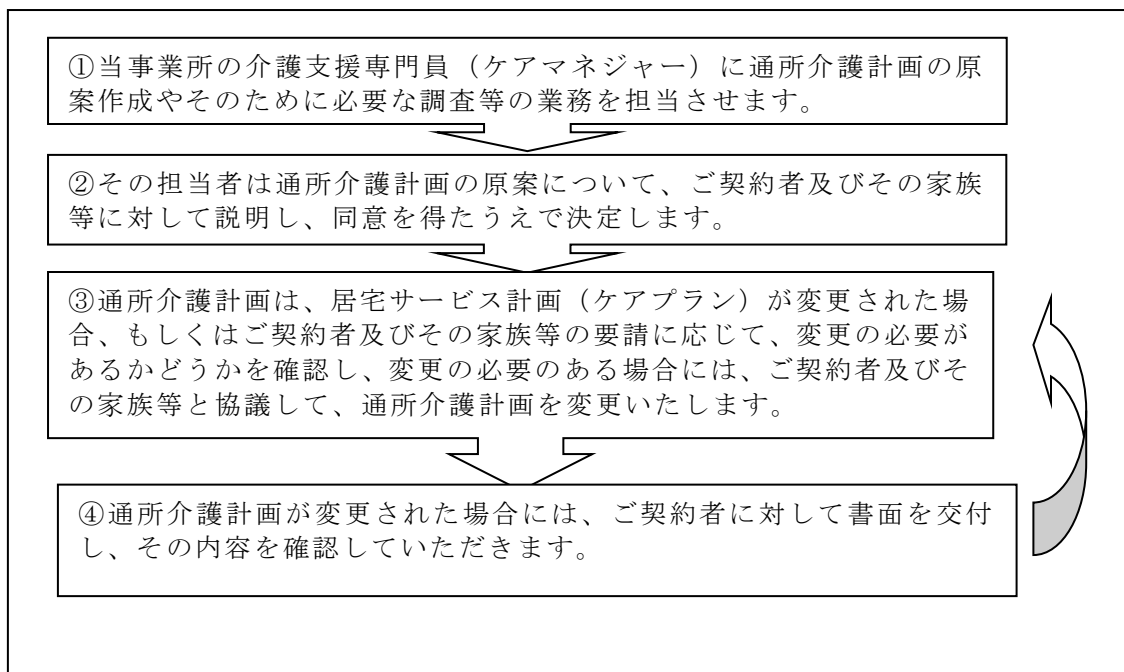 ①当事業所の介護支援専門員（ケアマネジャー）に通所介護計画の原
案作成やそのために必要な調査等の業務を担当させます。
②その担当者は通所介護計画の原案について、ご契約者及びその家族
等に対して説明し、同意を得たうえで決定します。
③通所介護計画は、居宅サービス計画（ケアプラン）が変更された場
合、もしくはご契約者及びその家族等の要請に応じて、変更の必要が
あるかどうかを確認し、変更の必要のある場合には、ご契約者及びそ
の家族等と協議して、通所介護計画を変更いたします。
④通所介護計画が変更された場合には、ご契約者に対して書面を交付
し、その内容を確認していただきます。